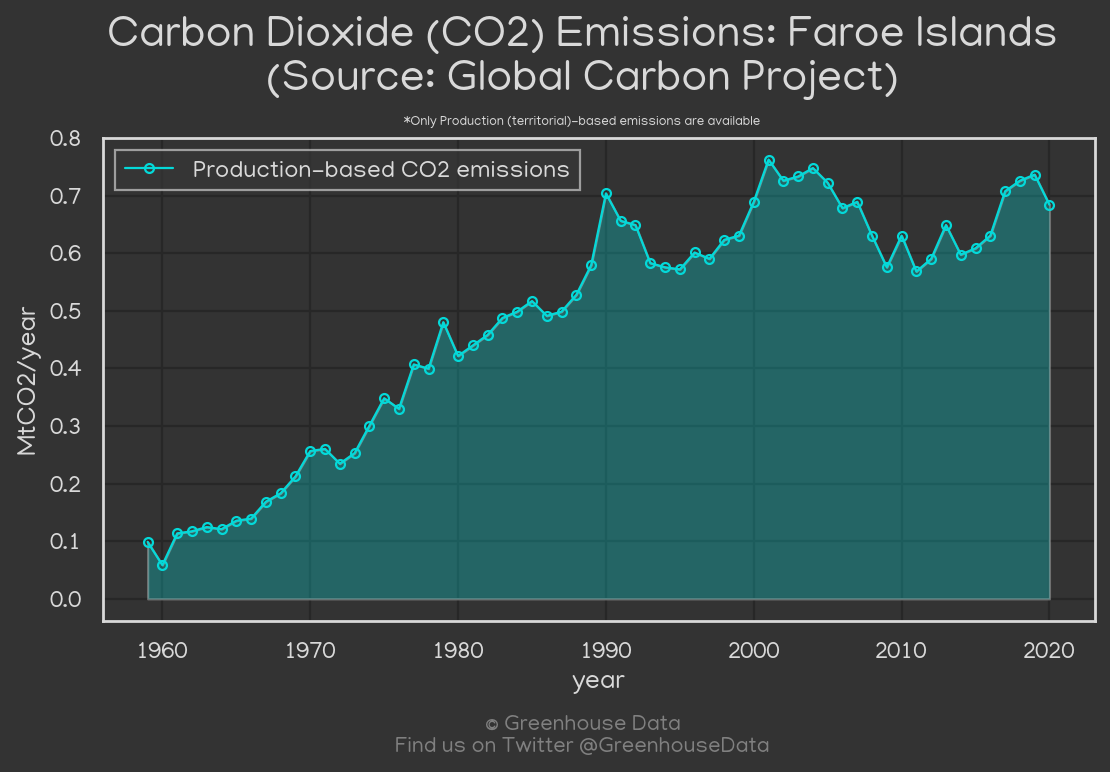 Carbon Dioxide (CO2) Emissions: Faroe Islands
(Source: Global Carbon Project)
*Only Production (territorial)-based emissions are available
Production-based CO2 emissions
0.8
0.7
0.6
0.5
0.4
0.3
0.2
0.1
0.0
MtCO2/year
1960 1970 1980 1990 2000 2010 2020
year
© Greenhouse Data
Find us on Twitter @GreenhouseData